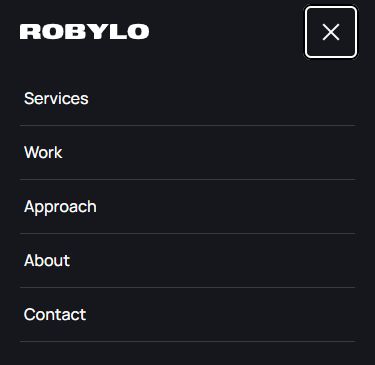 ROBYLO
Services
Work
Approach
About
Contact